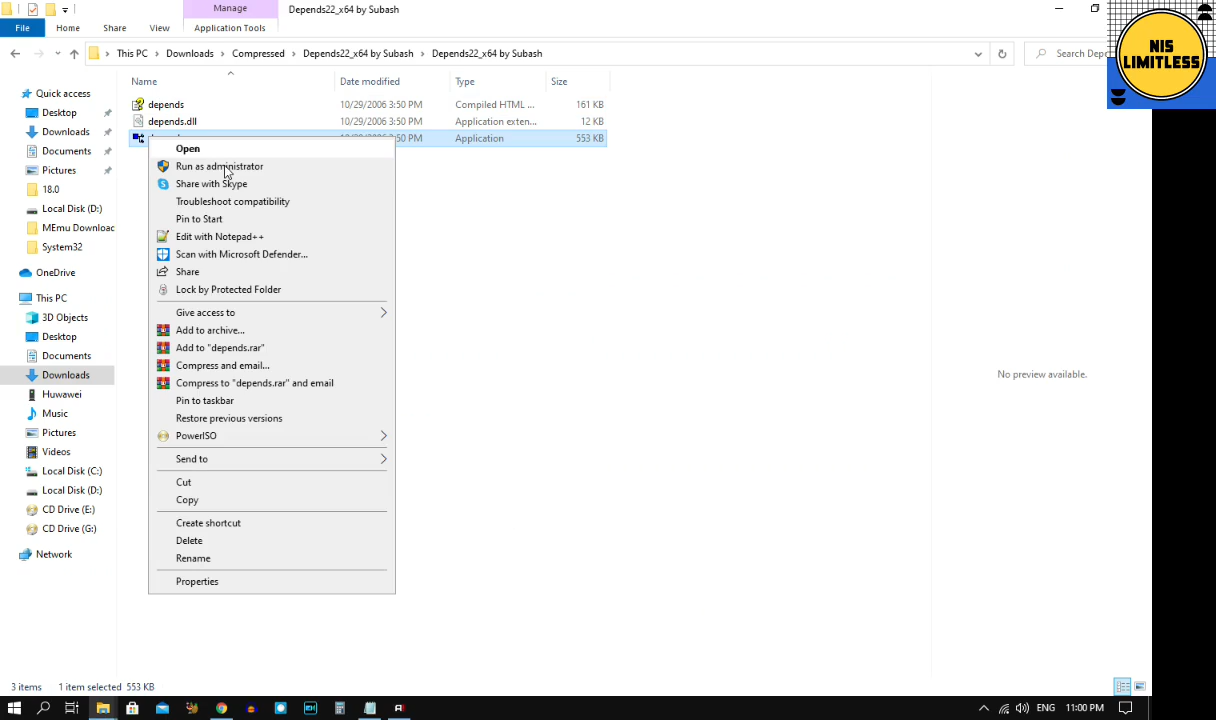 Manage
Depends22_x64 by Subash
File
Home
Share
View
Application Tools
This PC
Downloads
Compressed
Depends22_x64 by Subash
Depends22_x64 by Subash
NIS
LIMITLESS
Name
Date modified
Type
Size
depends
10/29/2006 3:50 PM
Compiled HTML ...
161 KB
depends.dll
10/29/2006 3:50 PM
Application exten...
12 KB
Application
553 KB
Quick access
Desktop
Downloads
Documents
Pictures
18.0
Local Disk (D:)
MEmu Downloac
System32
OneDrive
This PC
3D Objects
Desktop
Documents
Downloads
Huwawei
Music
Pictures
Videos
Local Disk (C:)
Local Disk (D:)
CD Drive (E:)
CD Drive (G:)
Network
Open
Run as administrator
Share with Skype
Troubleshoot compatibility
Pin to Start
Edit with Notepad++
Scan with Microsoft Defender...
Share
Lock by Protected Folder
Give access to
Add to archive...
Add to "depends.rar"
Compress and email...
Compress to "depends.rar" and email
Pin to taskbar
Restore previous versions
PowerISO
Send to
Cut
Copy
Create shortcut
Delete
Rename
Properties
No preview available.
3 items
1 item selected 553 KB
ENG
11:00 PM